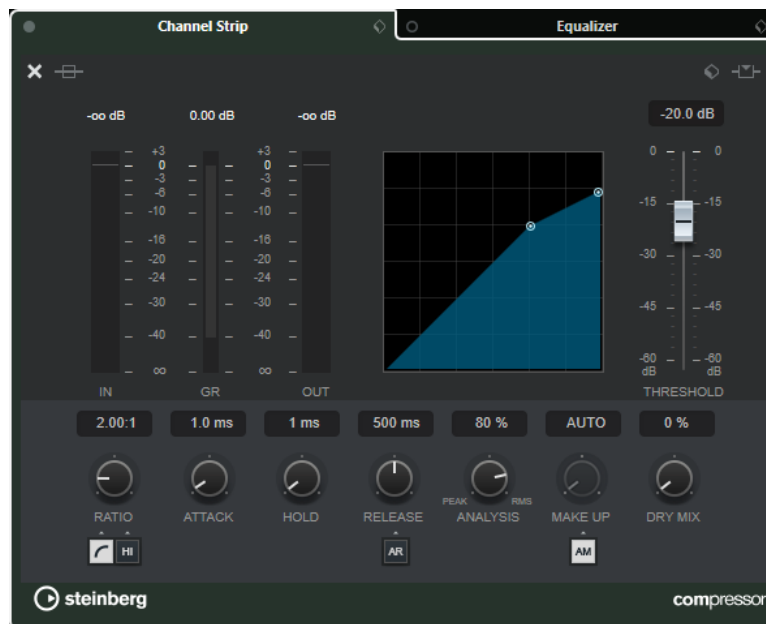 Channel Strip
Equalizer
-oo dB 0.00 dB -oo dB -20.0 dB
+3 +3
0 0 0 0
-3 -3
-6 -6
-10 -10
-15 -15
-16 -16
-20 -20
-24 -24
-30 -30 -30 -30
-40 -40
-45 -45
∞ ∞ -60 -60
dB dB
IN GR OUT THRESHOLD
2.00:1 1.0 ms 1 ms 500 ms 80 % AUTO 0 %
PEAK RMS
RATIO ATTACK HOLD RELEASE ANALYSIS MAKE UP DRY MIX
HI AR AM
steinberg compressor